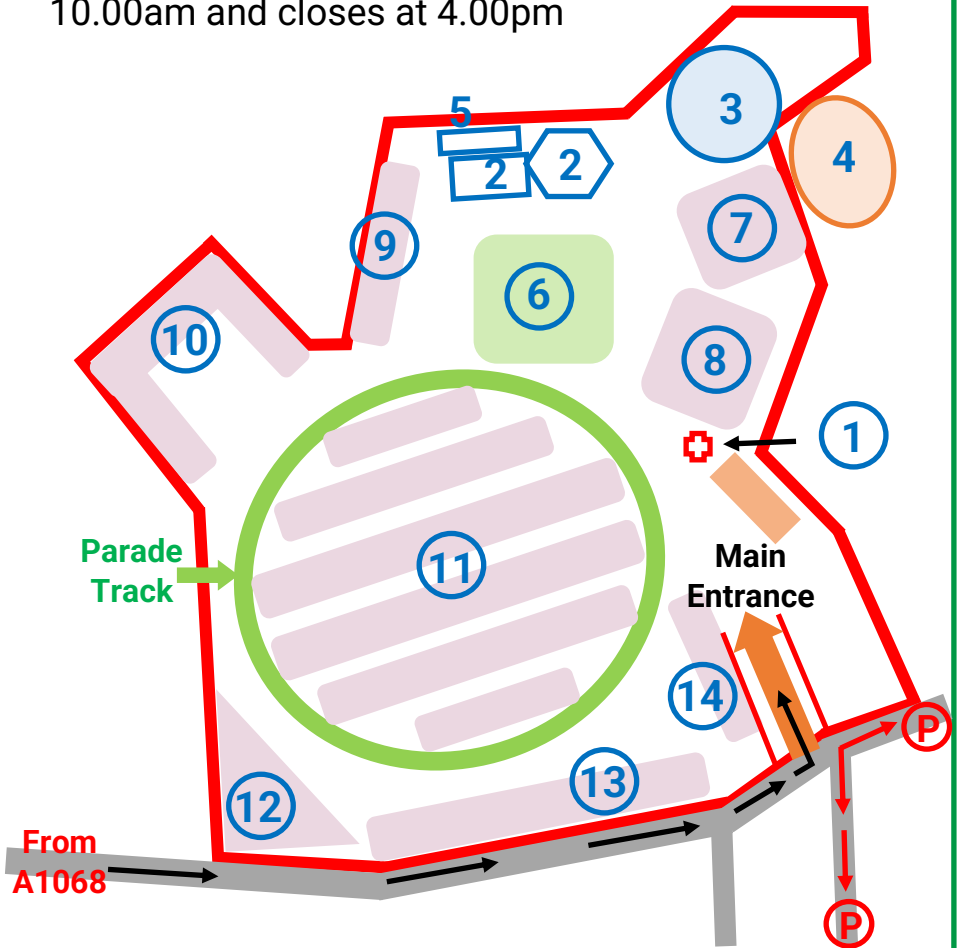 10.00am and closes at 4.00pm
5
3
2
2
4
7
9
6
10
8
1
Parade
Track
11
Main
Entrance
14
P
13
12
From
A1068
P